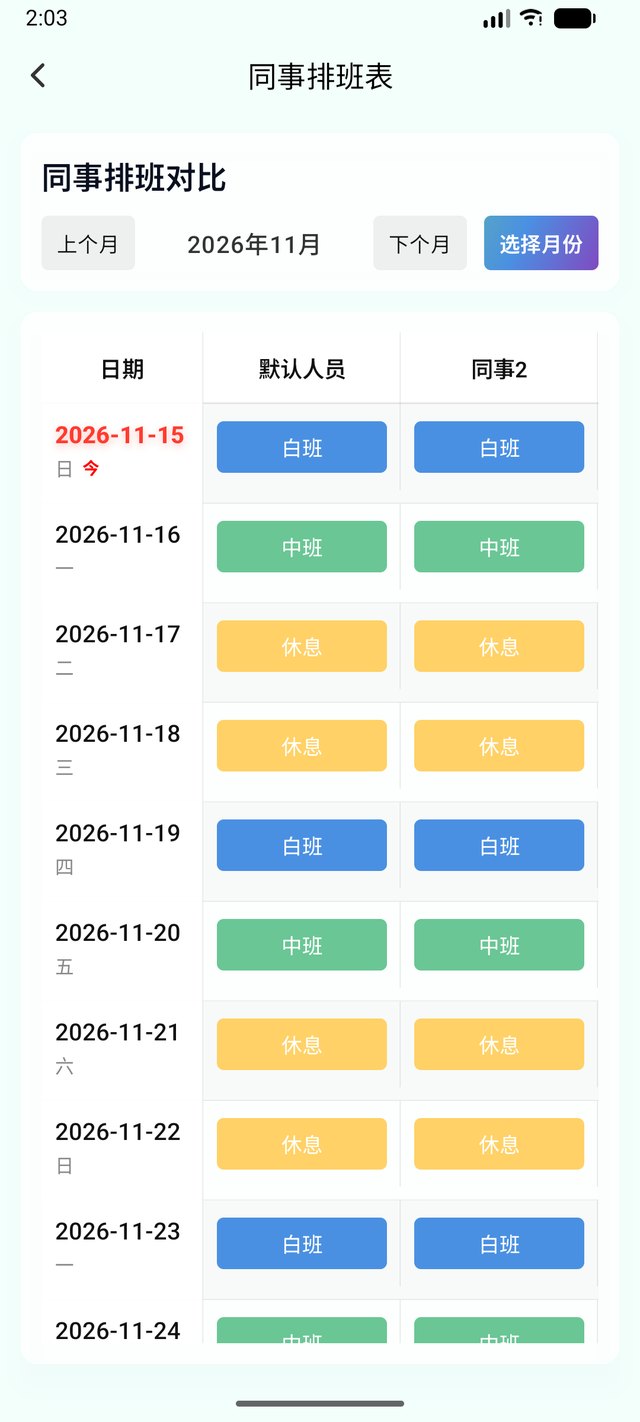 2:03
同事排班表
同事排班对比
上个月 2026年11月 下个月 选择月份
日期 默认人员 同事2
2026-11-15 白班 白班
日 今
2026-11-16 中班 中班
一
2026-11-17 休息 休息
二
2026-11-18 休息 休息
三
2026-11-19 白班 白班
四
2026-11-20 中班 中班
五
2026-11-21 休息 休息
六
2026-11-22 休息 休息
日
2026-11-23 白班 白班
一
2026-11-24 中班 中班